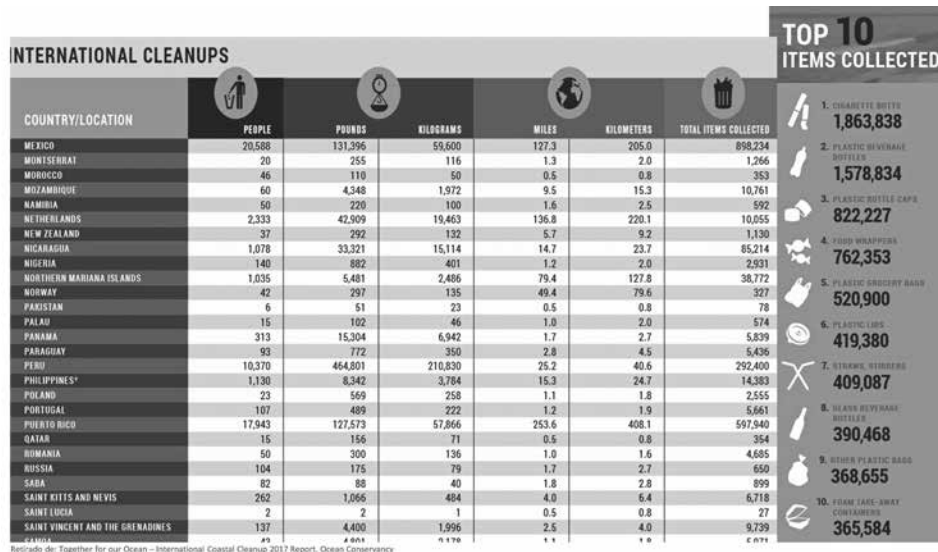 INTERNATIONAL CLEANUPS
COUNTRY/LOCATION PEOPLE POUNDS KILOGRAMS MILES KILOMETERS TOTAL ITEMS COLLECTED
MEXICO 20,588 131,396 59,600 127.3 205.0 898,234
MONTSERRAT 20 255 116 1.3 2.0 1,266
MOROCCO 46 110 50 0.5 0.8 353
MOZAMBIQUE 60 4,348 1,972 9.5 15.3 10,761
NAMIBIA 50 220 100 1.6 2.5 592
NETHERLANDS 2,333 42,909 19,463 136.8 220.1 10,055
NEW ZEALAND 37 292 132 5.7 9.2 1,130
NICARAGUA 1,078 33,321 15,114 14.7 23.7 85,214
NIGERIA 140 882 401 1.2 2.0 2,931
NORTHERN MARIANA ISLANDS 1,035 5,481 2,486 79.4 127.8 38,772
NORWAY 42 297 135 49.4 79.6 327
PAKISTAN 6 51 23 0.5 0.8 78
PALAU 15 102 46 1.0 2.0 574
PANAMA 313 15,304 6,942 1.7 2.7 5,839
PARAGUAY 93 772 350 2.8 4.5 5,436
PERU 10,370 464,801 210,830 25.2 40.6 292,400
PHILIPPINES* 1,130 8,342 3,784 15.3 24.7 14,383
POLAND 23 569 258 1.1 1.8 2,555
PORTUGAL 107 489 222 1.2 1.9 5,661
PUERTO RICO 17,943 127,573 57,866 253.6 408.1 597,940
QATAR 15 156 71 0.5 0.8 354
ROMANIA 50 300 136 1.0 1.6 4,685
RUSSIA 104 175 79 1.7 2.7 650
SABA 82 88 40 1.8 2.8 899
SAINT KITTS AND NEVIS 262 1,066 484 4.0 6.4 6,718
SAINT LUCIA 2 2 1 0.5 0.8 27
SAINT VINCENT AND THE GRENADINES 137 4,400 1,996 2.5 4.0 9,739
SAMOA 4,801
Retirado de: Together for our Ocean – International Coastal Cleanup 2017 Report. Ocean Conservancy
TOP 10
ITEMS COLLECTED
1. CIGARETTE BUTTS
1,863,838
2. PLASTIC BEVERAGE
BOTTLES
1,578,834
3. PLASTIC BOTTLE CAPS
822,227
4. FOOD WRAPPERS
762,353
5. PLASTIC GROCERY BAGS
520,900
6. PLASTIC LIDS
419,380
7. STRAWS, STIRRERS
409,087
8. GLASS BEVERAGE
BOTTLES
390,468
9. OTHER PLASTIC BAGS
368,655
10. FOAM TAKE-AWAY
CONTAINERS
365,584